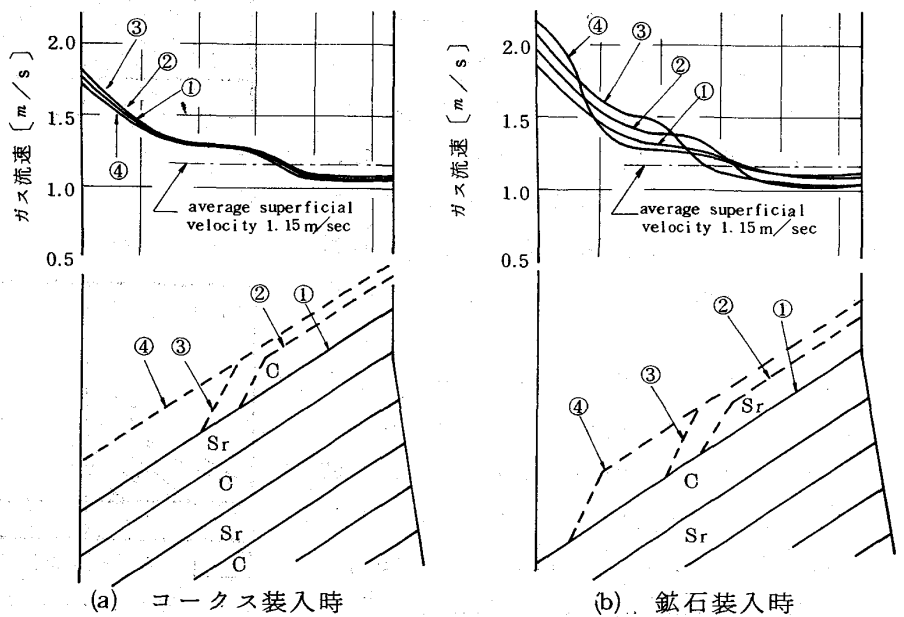 ガス流速 [m/s]
2.0
1.5
1.0
0.5
③
②
①
④
average superficial
velocity 1.15m/sec
②
①
④
③
C
Sr
C
Sr
C
(a) コークス装入時
ガス流速 [m/s]
2.0
1.5
1.0
0.5
④
③
②
①
average superficial
velocity 1.15m/sec
②
①
③
④
Sr
C
Sr
(b) 鉱石装入時